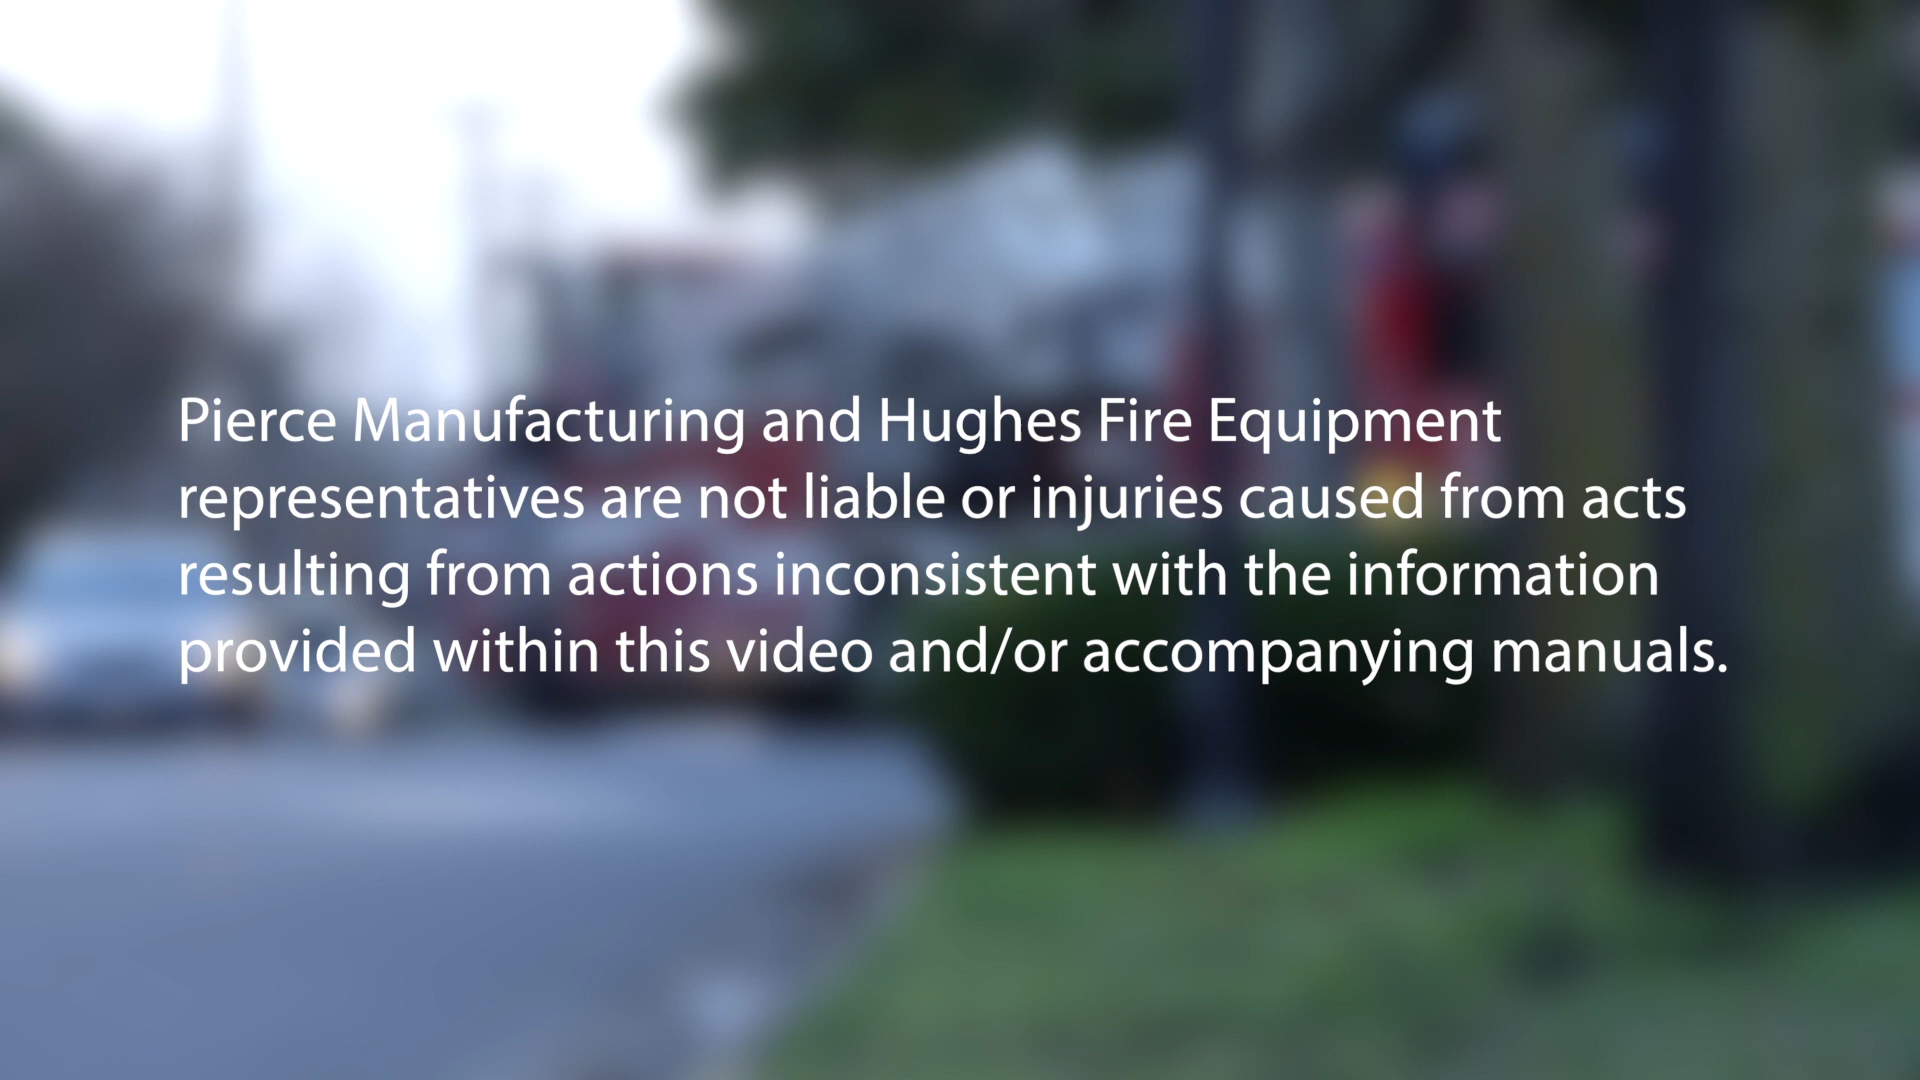 Pierce Manufacturing and Hughes Fire Equipment
representatives are not liable or injuries caused from acts
resulting from actions inconsistent with the information
provided within this video and/or accompanying manuals.